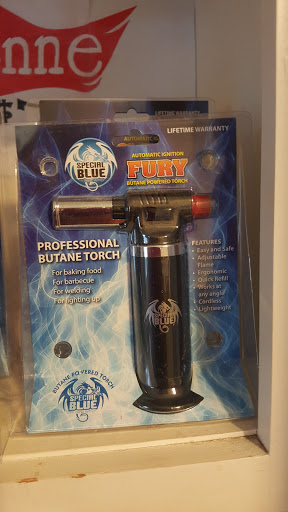 nne
LIFETIME WARRANTY
AUTOMATIC IGNITION
FURY
BUTANE POWERED TORCH
SPECIAL
BLUE
PROFESSIONAL
BUTANE TORCH
For baking food
For barbecue
For welding
For lighting up
FEATURES
• Easy and Safe
• Adjustable
Flame
• Ergonomic
• Quick Refill
• Works at
any angle
• Cordless
• Lightweight
SPECIAL
BLUE
BUTANE POWERED TORCH
SPECIAL
BLUE